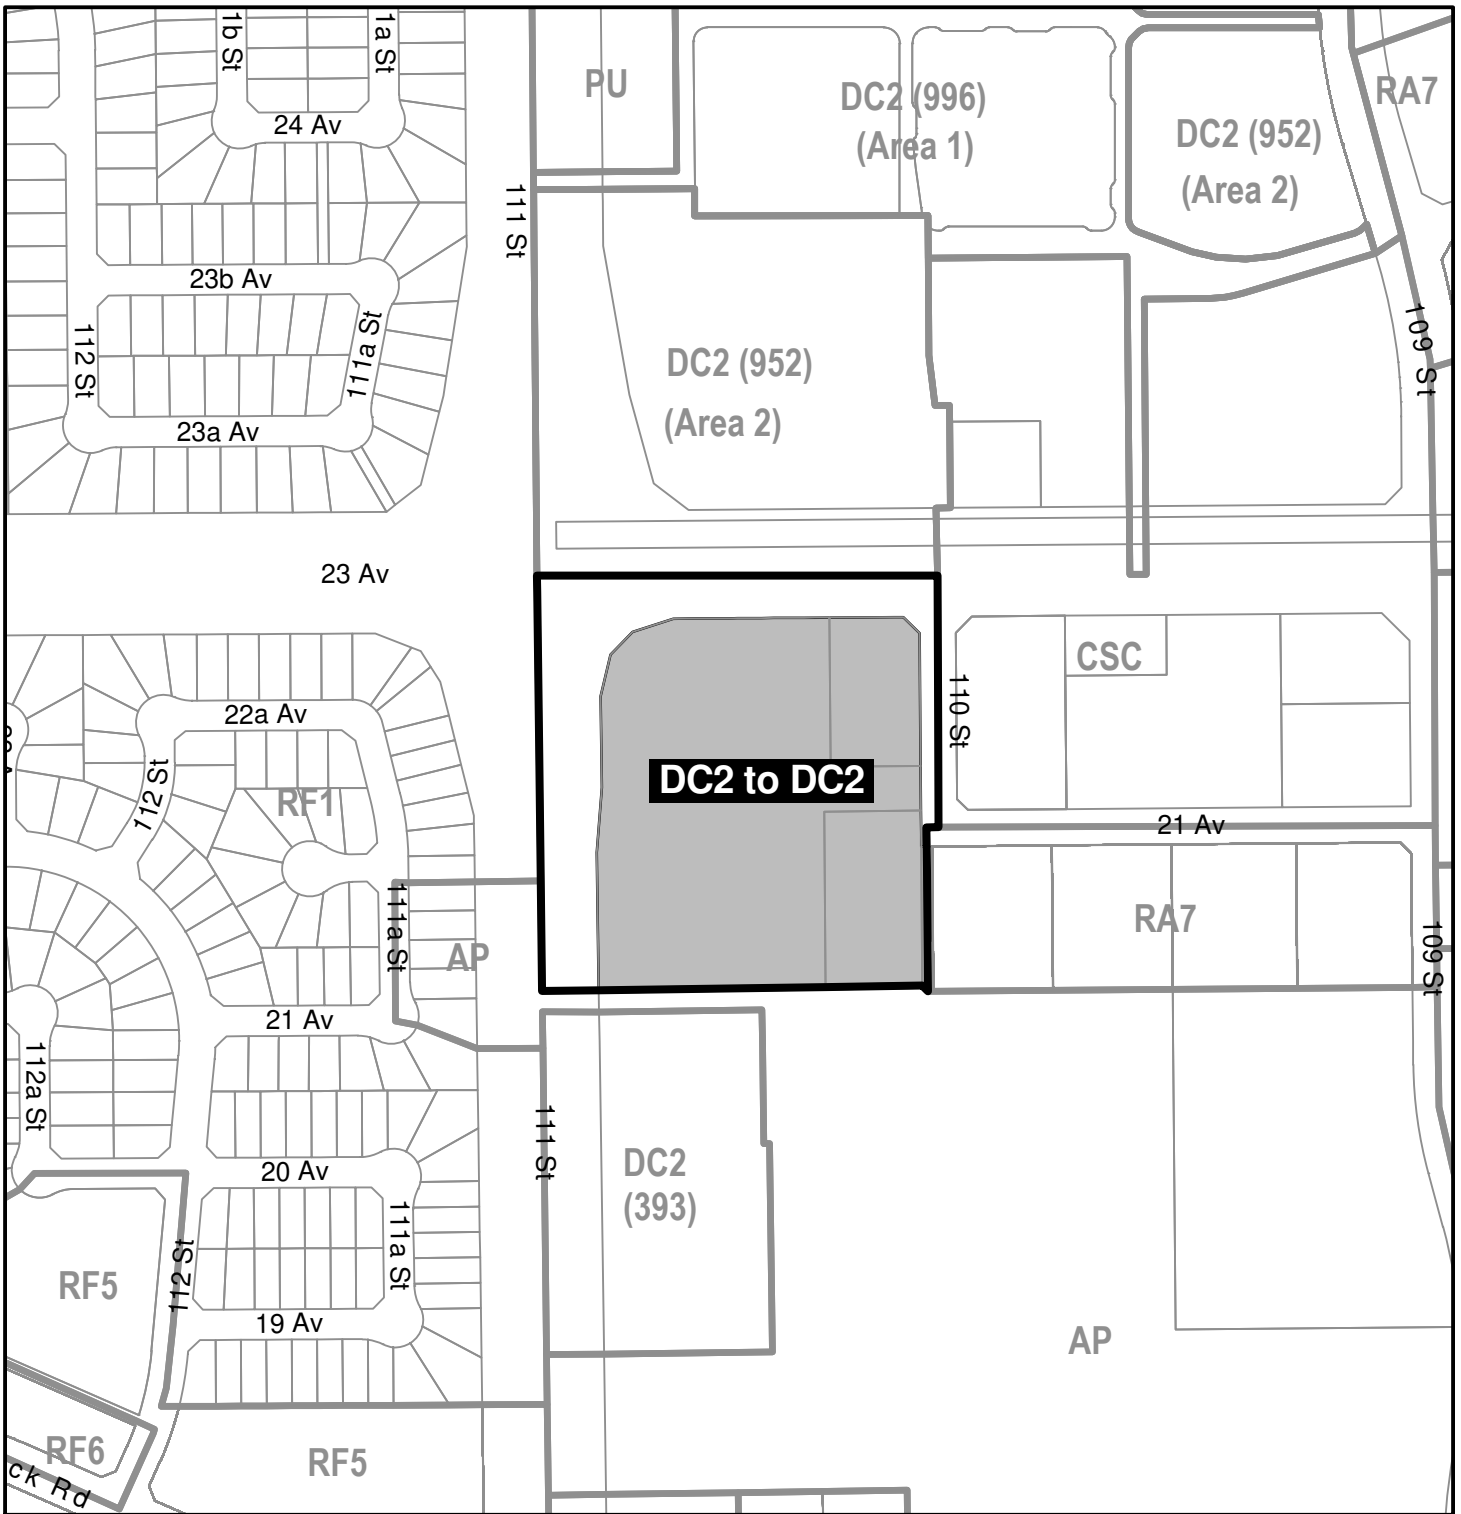 1b St
1a St
24 Av
PU
DC2 (996)
(Area 1)
DC2 (952)
(Area 2)
RA7
111 St
23b Av
112 St
111a St
23a Av
DC2 (952)
(Area 2)
109 St
23 Av
22a Av
112 St
RF1
DC2 to DC2
110 St
CSC
21 Av
111a St
AP
RA7
109 St
21 Av
112a St
111 St
20 Av
DC2
(393)
111a St
112 St
RF5
19 Av
AP
RF6
RF5
ck Rd